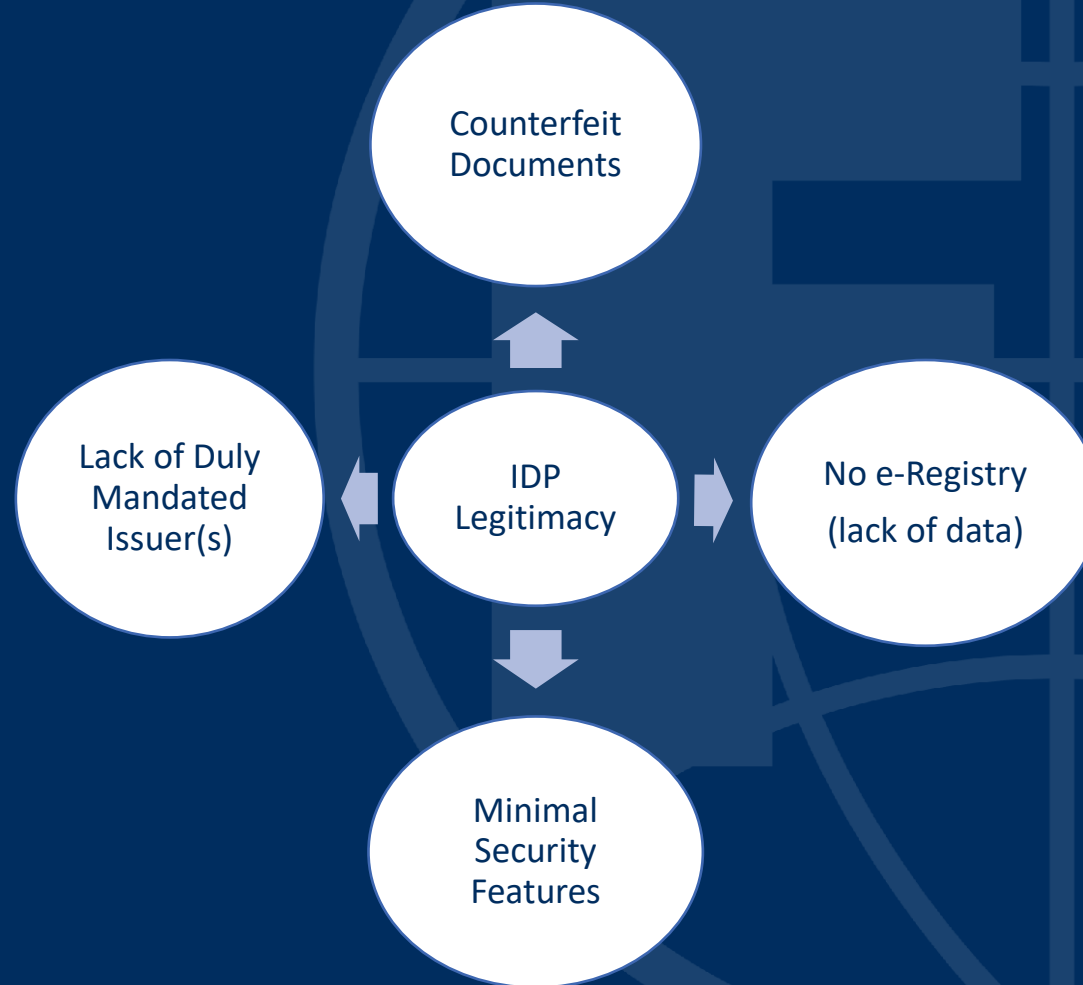 Counterfeit
Documents
Lack of Duly
Mandated
Issuer(s)
IDP
Legitimacy
No e-Registry
(lack of data)
Minimal
Security
Features